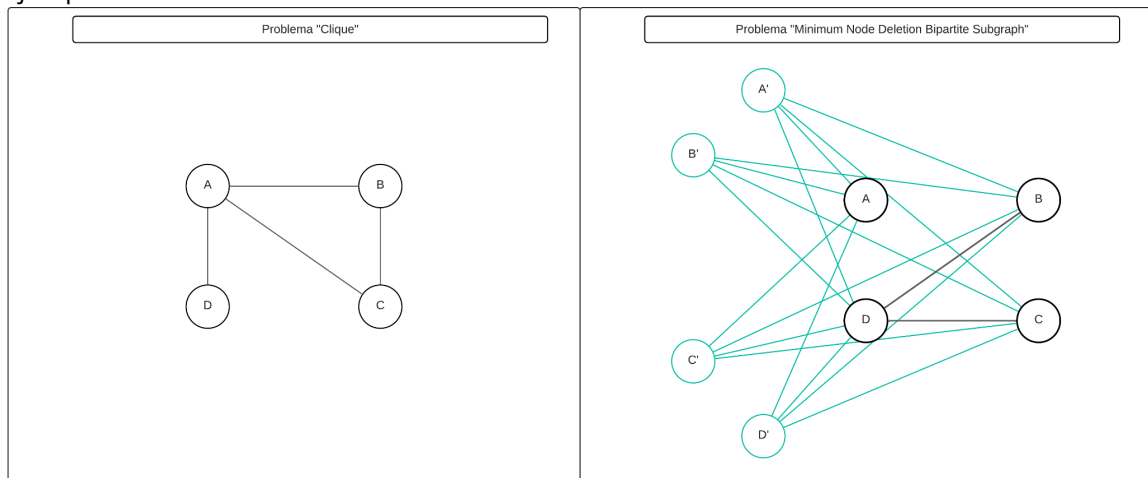 Problema "Clique"
A
B
D
C
Problema "Minimum Node Deletion Bipartite Subgraph"
A'
B'
A
B
D
C
C'
D'